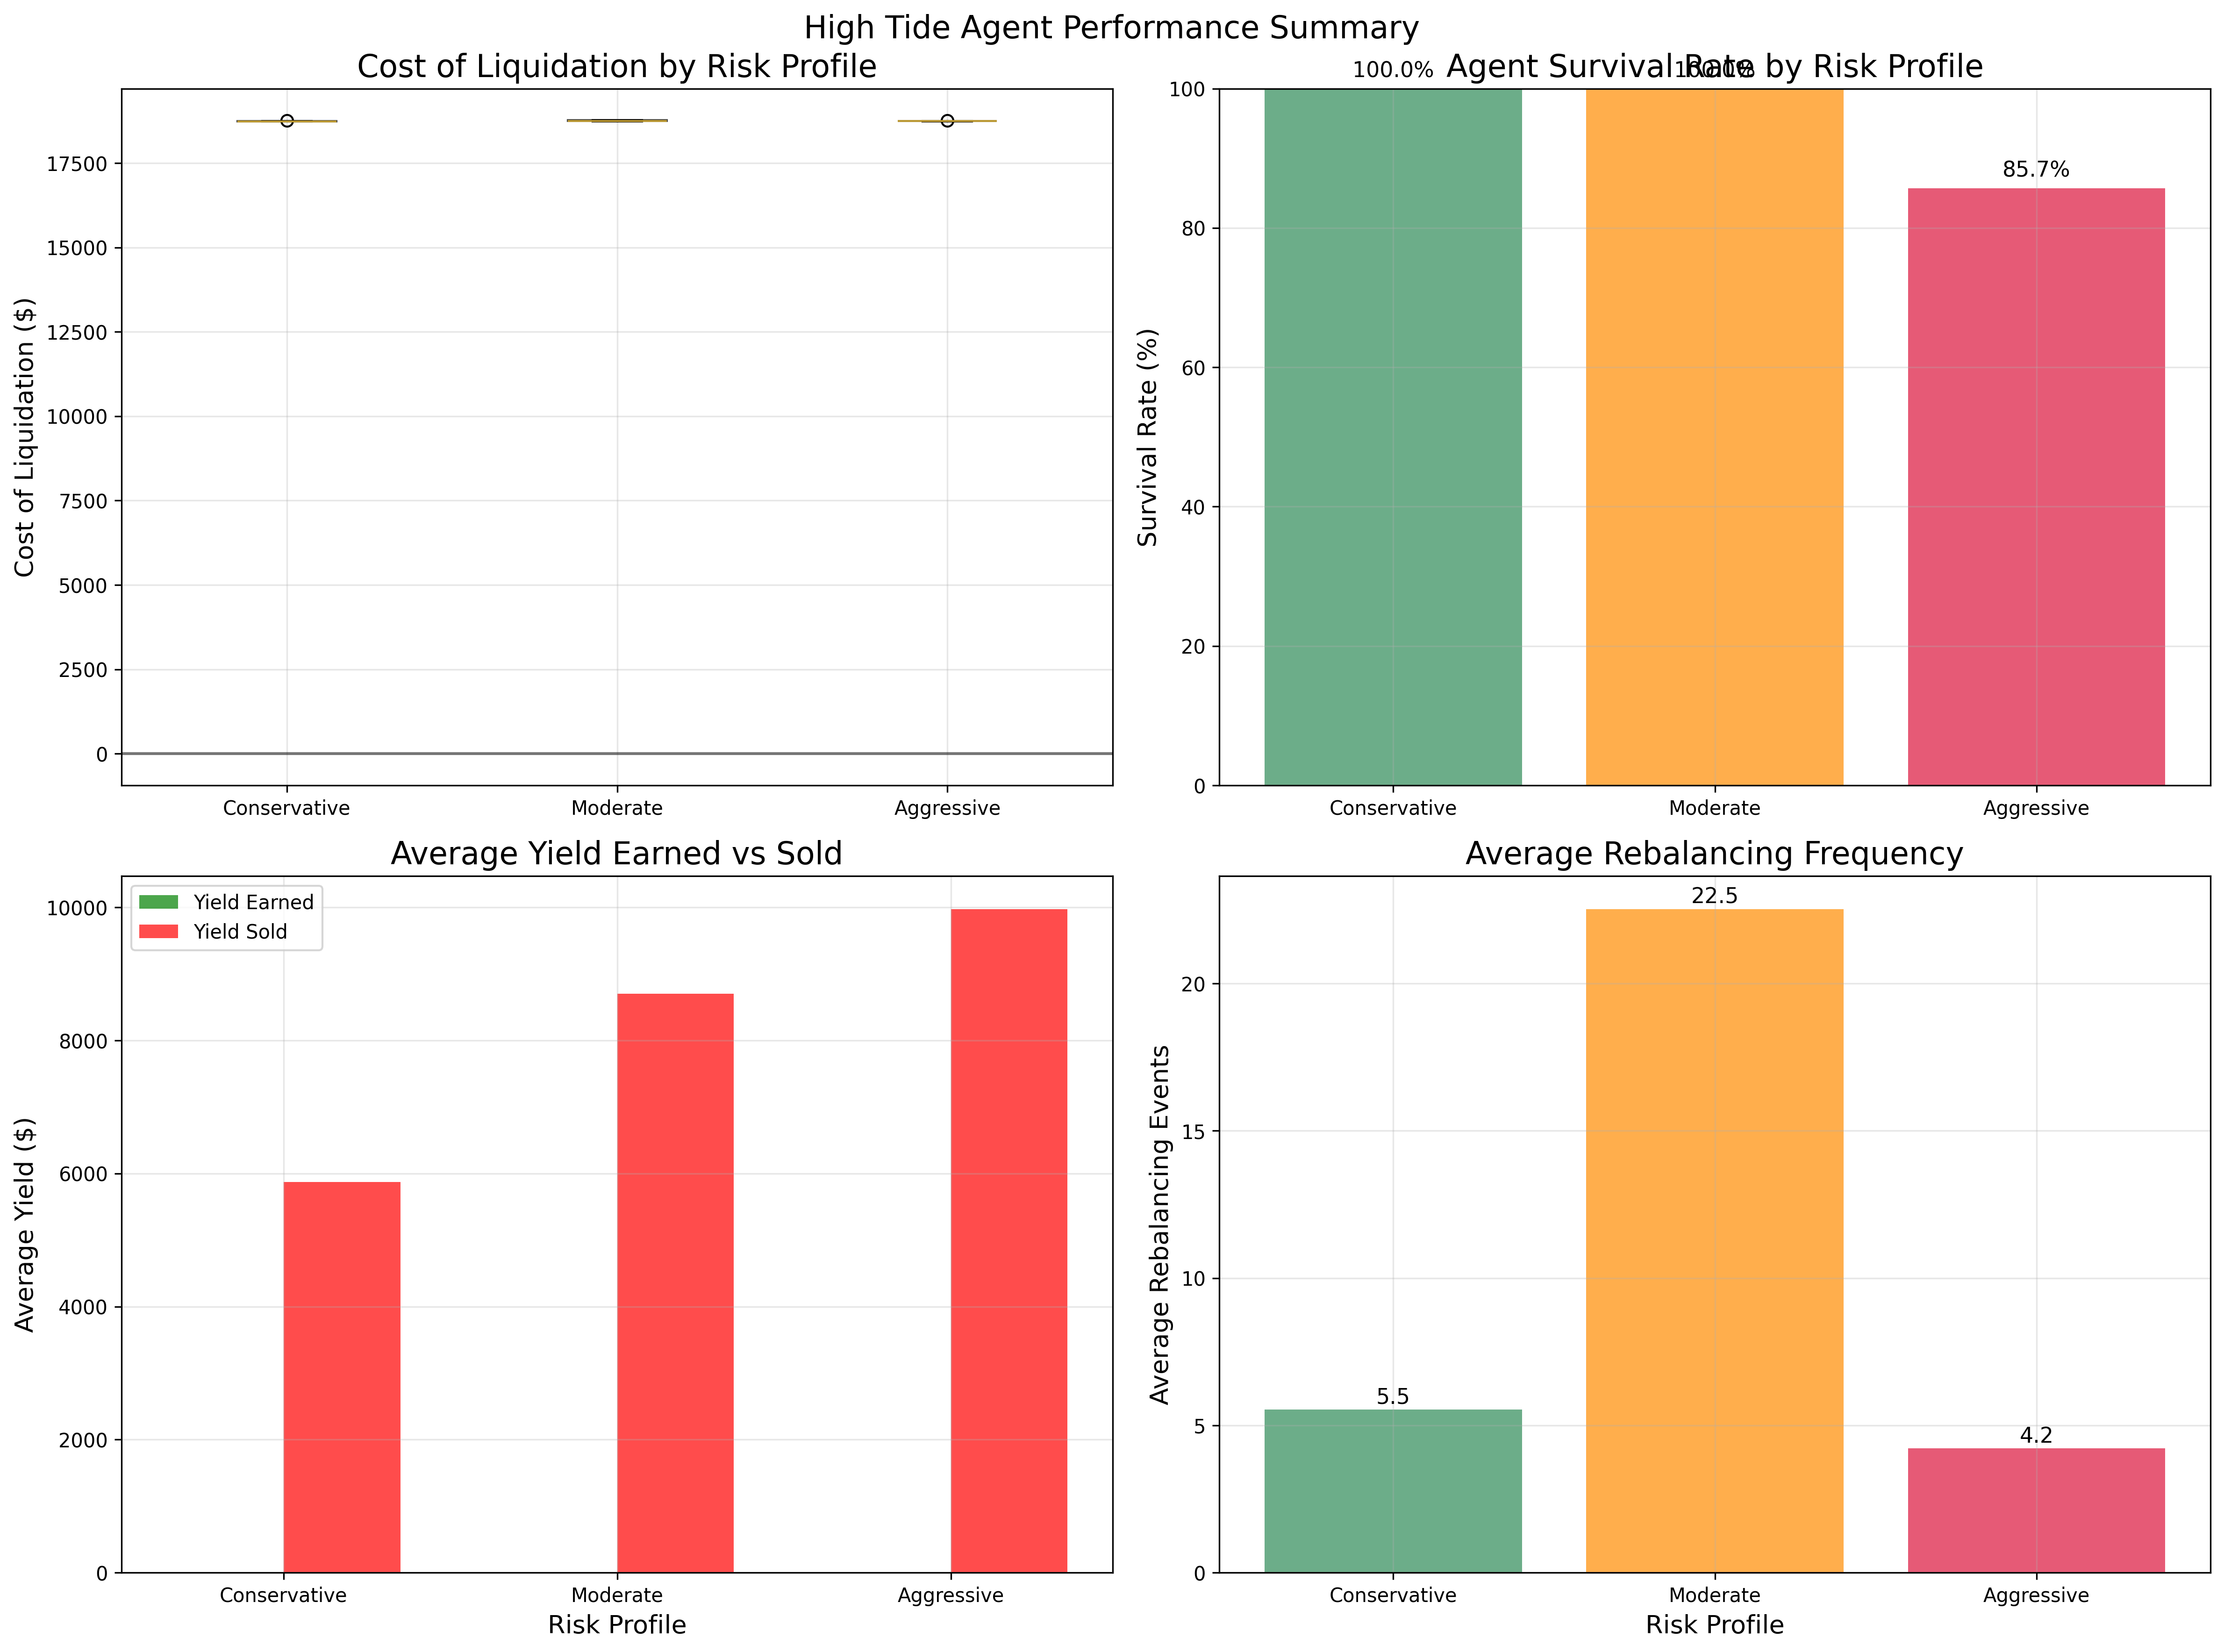 High Tide Agent Performance Summary
Cost of Liquidation by Risk Profile
Cost of Liquidation ($)
17500
15000
12500
10000
7500
5000
2500
0
Conservative
Moderate
Aggressive
Agent Survival Rate by Risk Profile
100.0%
100.0%
85.7%
Survival Rate (%)
100
80
60
40
20
0
Conservative
Moderate
Aggressive
Average Yield Earned vs Sold
Yield Earned
Yield Sold
Average Yield ($)
10000
8000
6000
4000
2000
0
Conservative
Moderate
Aggressive
Risk Profile
Average Rebalancing Frequency
22.5
5.5
4.2
Average Rebalancing Events
20
15
10
5
0
Conservative
Moderate
Aggressive
Risk Profile